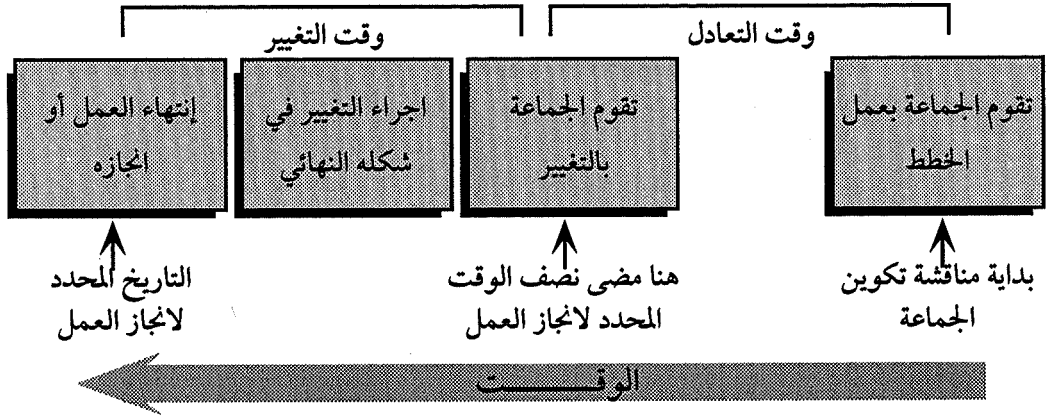 وقت التعادل
وقت التغيير
تقوم الجماعة بعمل
الخطط
تقوم الجماعة
بالتغيير
اجراء التغيير في
شكله النهائي
إنتهاء العمل أو
انجازه
بداية مناقشة تكوين
الجماعة
هنا مضى نصف الوقت
المحدد لانجاز العمل
التاريخ المحدد
لانجاز العمل
الوقـــــــت